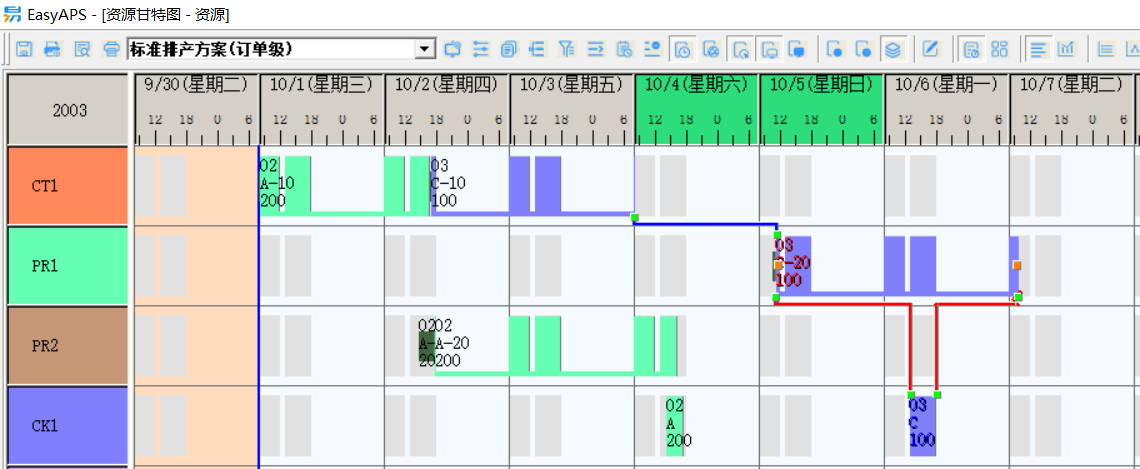 EasyAPS - [资源甘特图 - 资源]
标准排产方案(订单级)
2003
9/30(星期二) 10/1(星期三) 10/2(星期四) 10/3(星期五) 10/4(星期六) 10/5(星期日) 10/6(星期一) 10/7(星期二)
12 18 0 6 12 18 0 6 12 18 0 6 12 18 0 6 12 18 0 6 12 18 0 6 12 18 0 6 12 18 0 6
CT1
02
A-10
200
03
C-10
100
PR1
03
-20
100
PR2
0202
A-A-20
20200
CK1
02
A
200
03
C
100